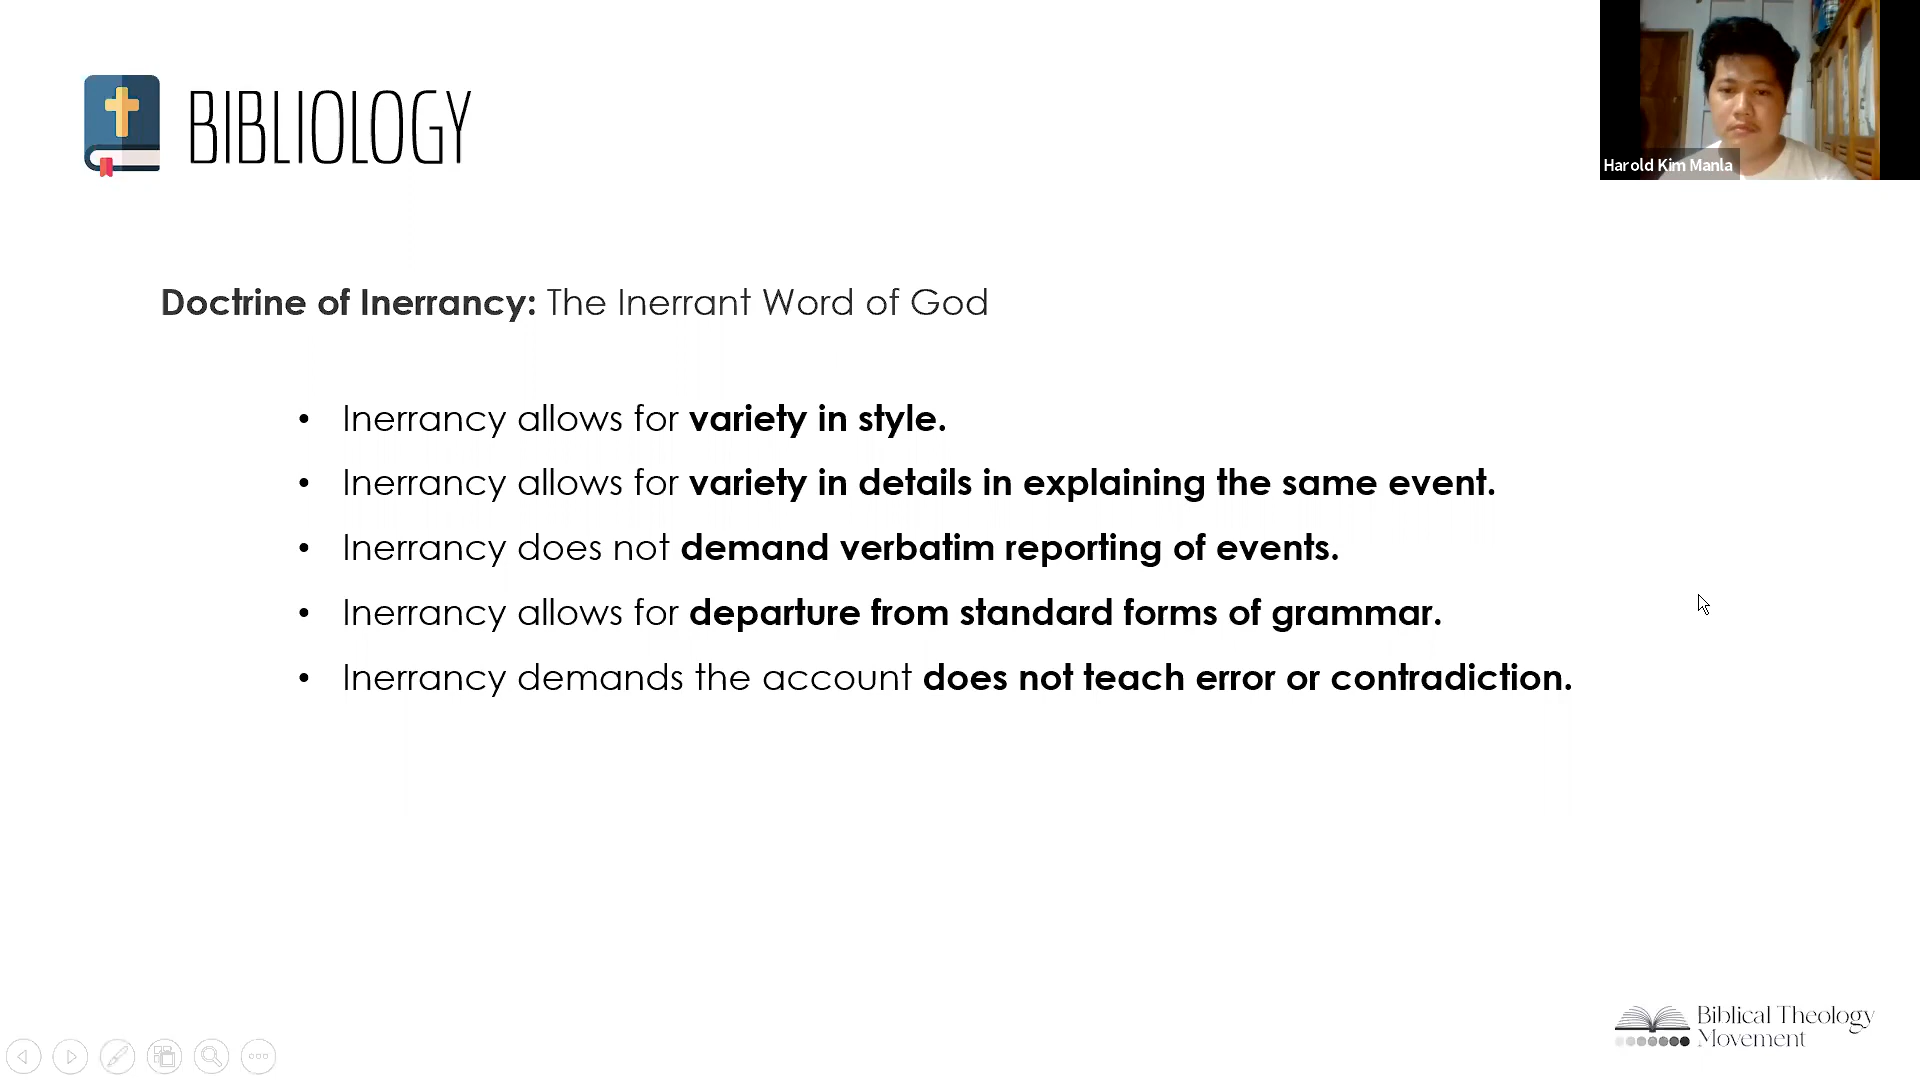 BIBLIOLOGY
Harold Kim Manla
Doctrine of Inerrancy: The Inerrant Word of God
• Inerrancy allows for variety in style.
• Inerrancy allows for variety in details in explaining the same event.
• Inerrancy does not demand verbatim reporting of events.
• Inerrancy allows for departure from standard forms of grammar.
• Inerrancy demands the account does not teach error or contradiction.
Biblical Theology
Movement